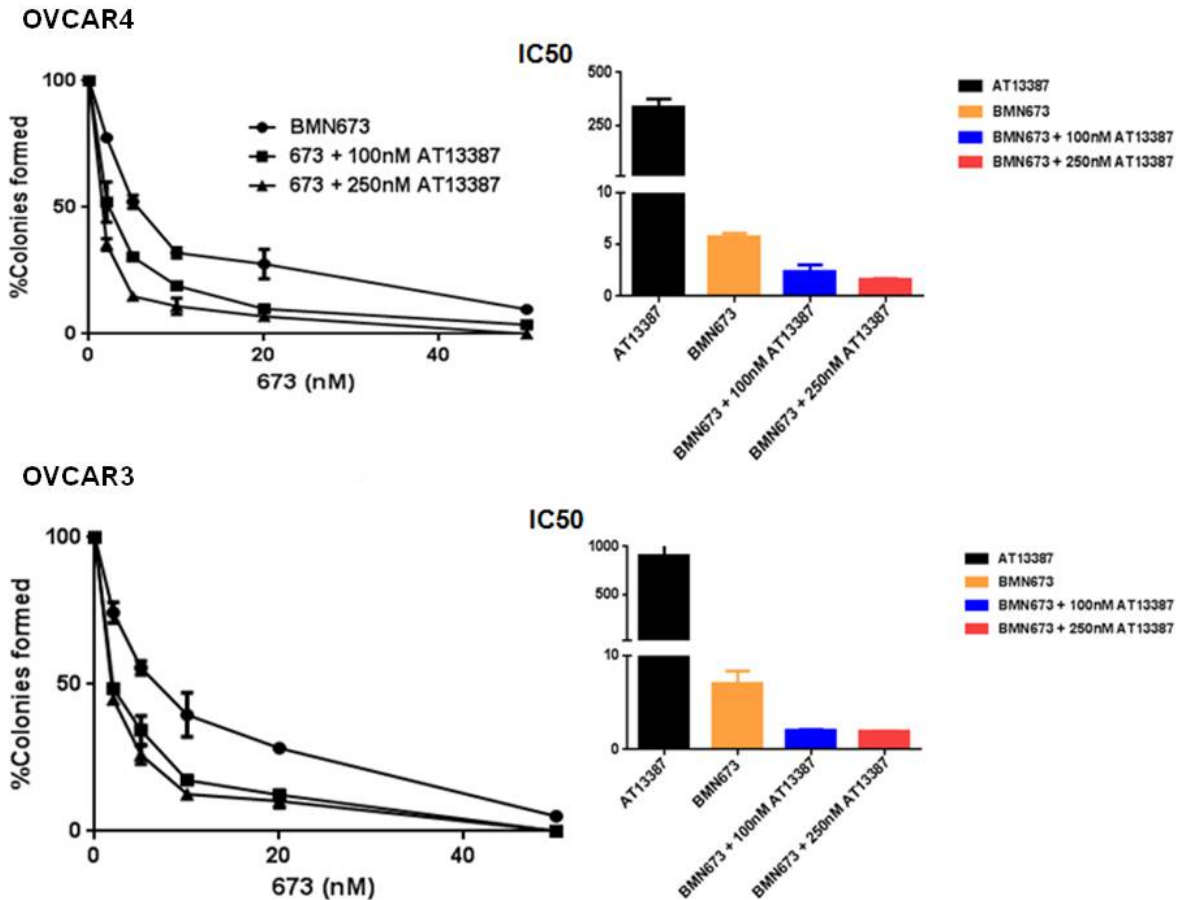 OVCAR4
IC50
100
50
0
%Colonies formed
0
20
40
673 (nM)
BMN673
673 + 100nM AT13387
673 + 250nM AT13387
500
250
10
5
0
AT13387
BMN673
BMN673 + 100nM AT13387
BMN673 + 250nM AT13387
AT13387
BMN673
BMN673 + 100nM AT13387
BMN673 + 250nM AT13387
OVCAR3
IC50
100
50
0
%Colonies formed
0
20
40
673 (nM)
1000
500
10
0
AT13387
BMN673
BMN673 + 100nM AT13387
BMN673 + 250nM AT13387
AT13387
BMN673
BMN673 + 100nM AT13387
BMN673 + 250nM AT13387